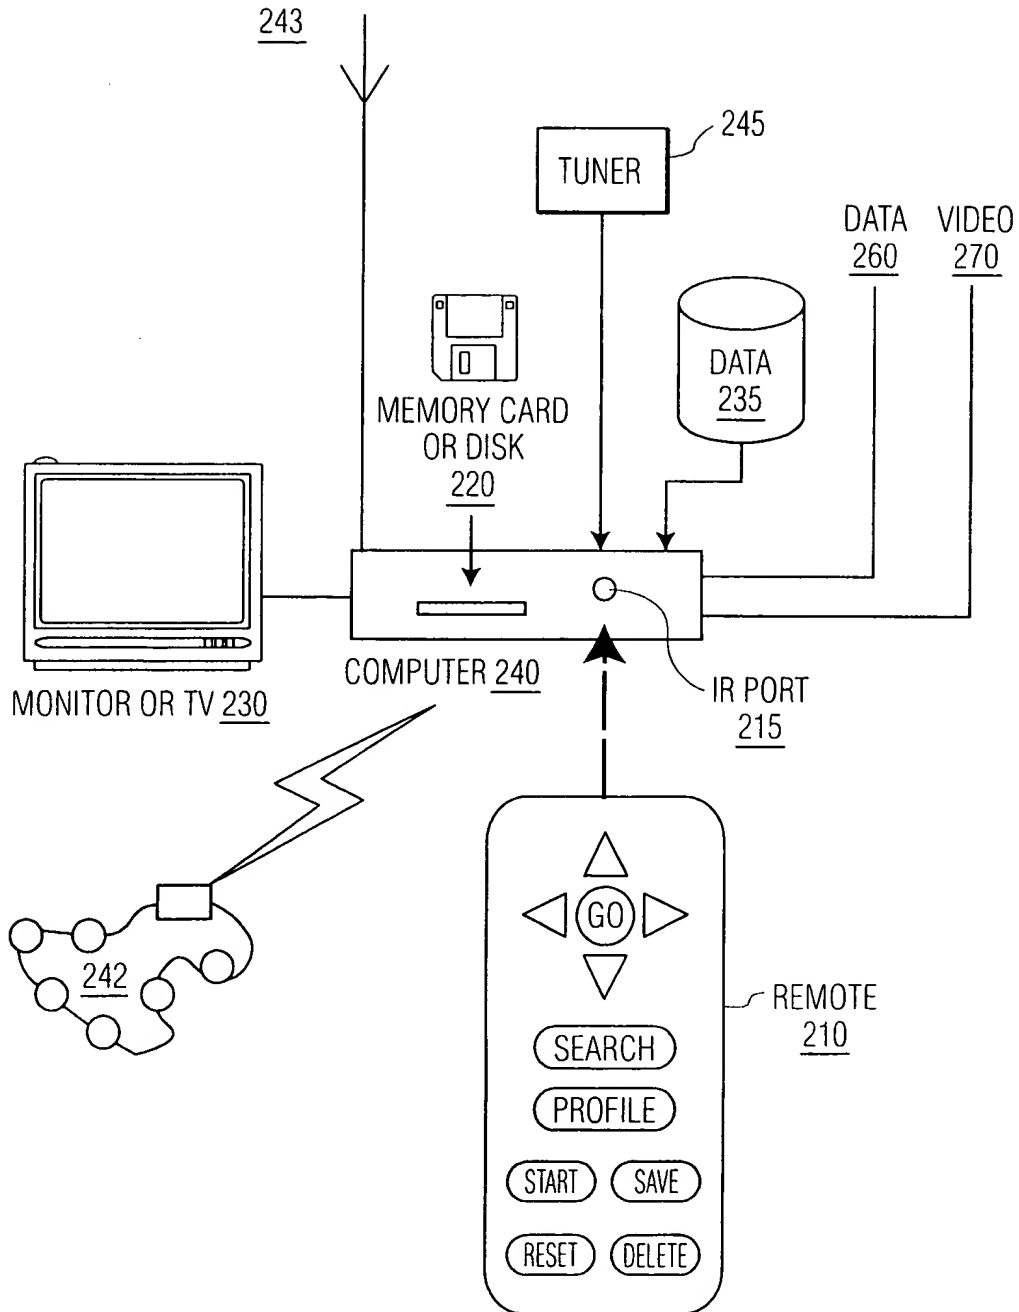 243
245
TUNER
DATA
260
VIDEO
270
DATA
235
MEMORY CARD
OR DISK
220
COMPUTER 240
MONITOR OR TV 230
IR PORT
215
GO
242
REMOTE
210
SEARCH
PROFILE
START
SAVE
RESET
DELETE